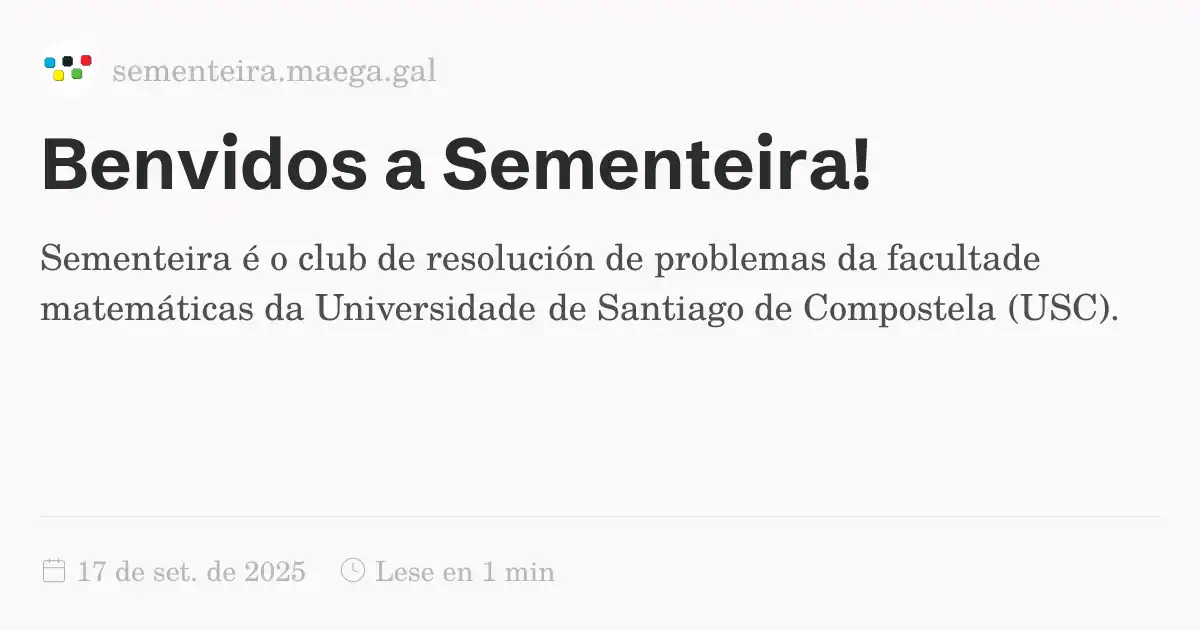 sementeira.maega.gal
Benvidos a Sementeira!
Sementeira é o club de resolución de problemas da facultade
matemáticas da Universidade de Santiago de Compostela (USC).
17 de set. de 2025 Lese en 1 min